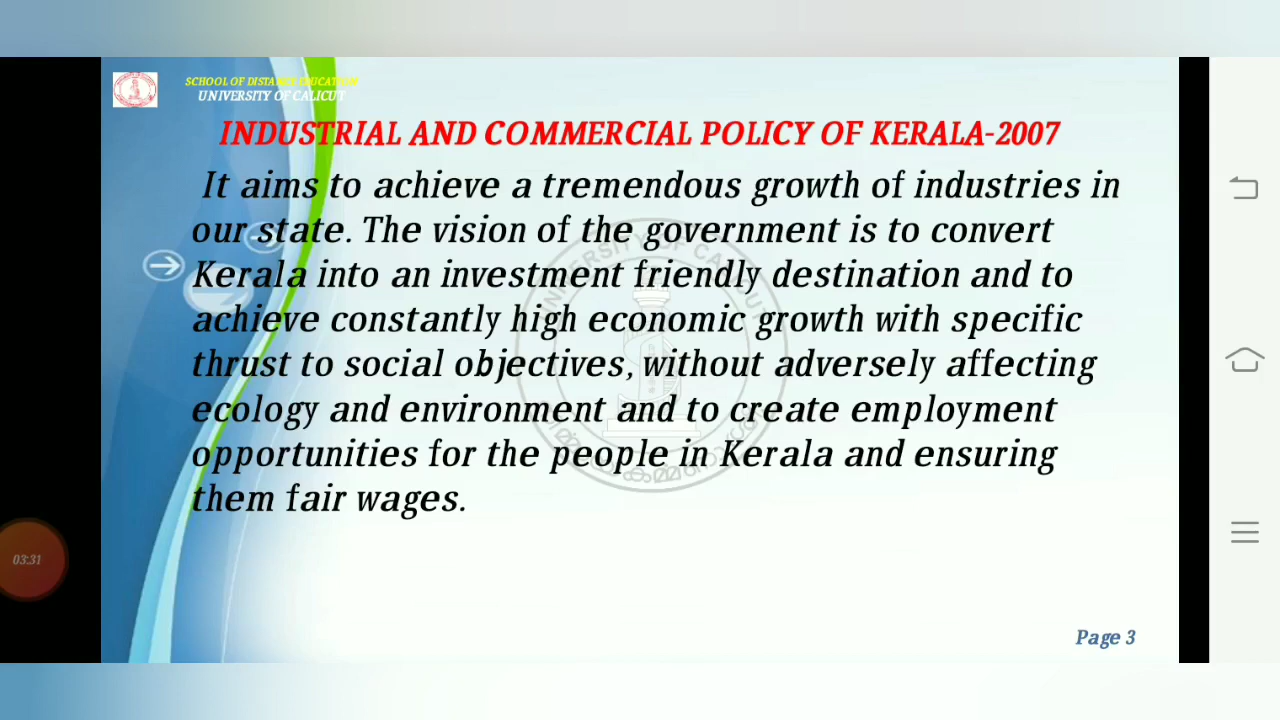 SCHOOL OF DISTANCE EDUCATION
UNIVERSITY OF CALICUT
INDUSTRIAL AND COMMERCIAL POLICY OF KERALA-2007
It aims to achieve a tremendous growth of industries in
our state. The vision of the government is to convert
Kerala into an investment friendly destination and to
achieve constantly high economic growth with specific
thrust to social objectives, without adversely affecting
ecology and environment and to create employment
opportunities for the people in Kerala and ensuring
them fair wages.
UNIVERSITY OF CALICUT
03:31
Page 3